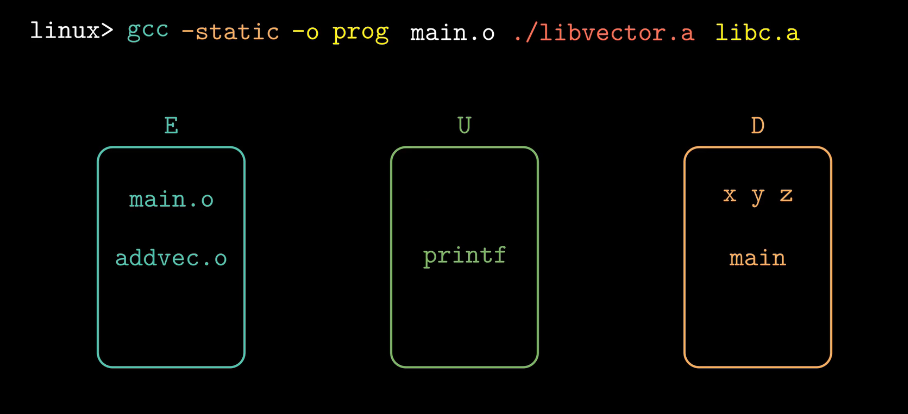 linux> gcc -static -o prog main.o ./libvector.a libc.a
E U D
main.o x y z
addvec.o printf main